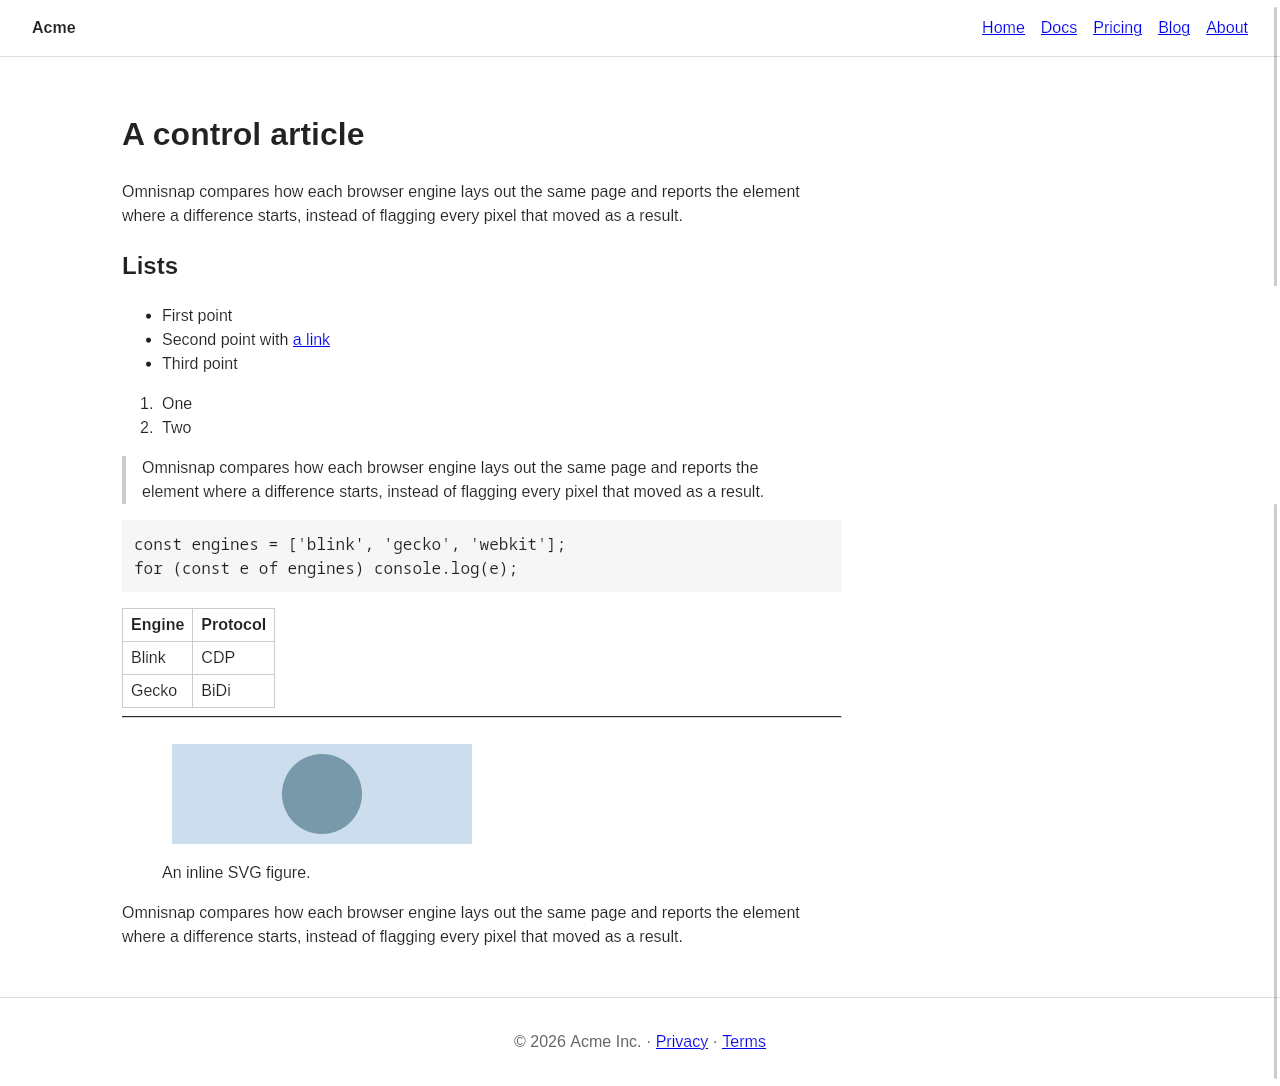 Acme
Home Docs Pricing Blog About
A control article
Omnisnap compares how each browser engine lays out the same page and reports the element
where a difference starts, instead of flagging every pixel that moved as a result.
Lists
• First point
• Second point with a link
• Third point
1. One
2. Two
Omnisnap compares how each browser engine lays out the same page and reports the
element where a difference starts, instead of flagging every pixel that moved as a result.
const engines = ['blink', 'gecko', 'webkit'];
for (const e of engines) console.log(e);
Engine Protocol
Blink CDP
Gecko BiDi
An inline SVG figure.
Omnisnap compares how each browser engine lays out the same page and reports the element
where a difference starts, instead of flagging every pixel that moved as a result.
© 2026 Acme Inc. · Privacy · Terms